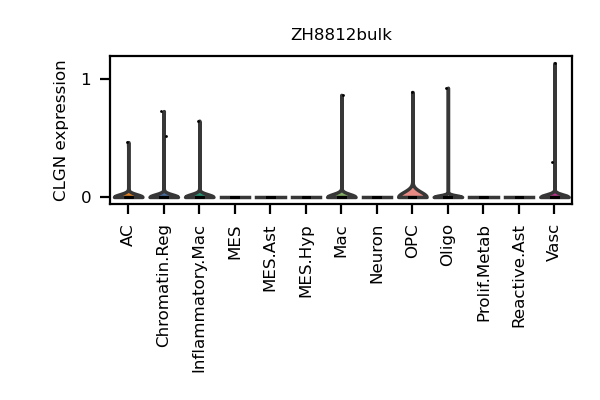 ZH8812bulk
CLGN expression
1
0
AC
Chromatin.Reg
Inflammatory.Mac
MES
MES.Ast
MES.Hyp
Mac
Neuron
OPC
Oligo
Prolif.Metab
Reactive.Ast
Vasc